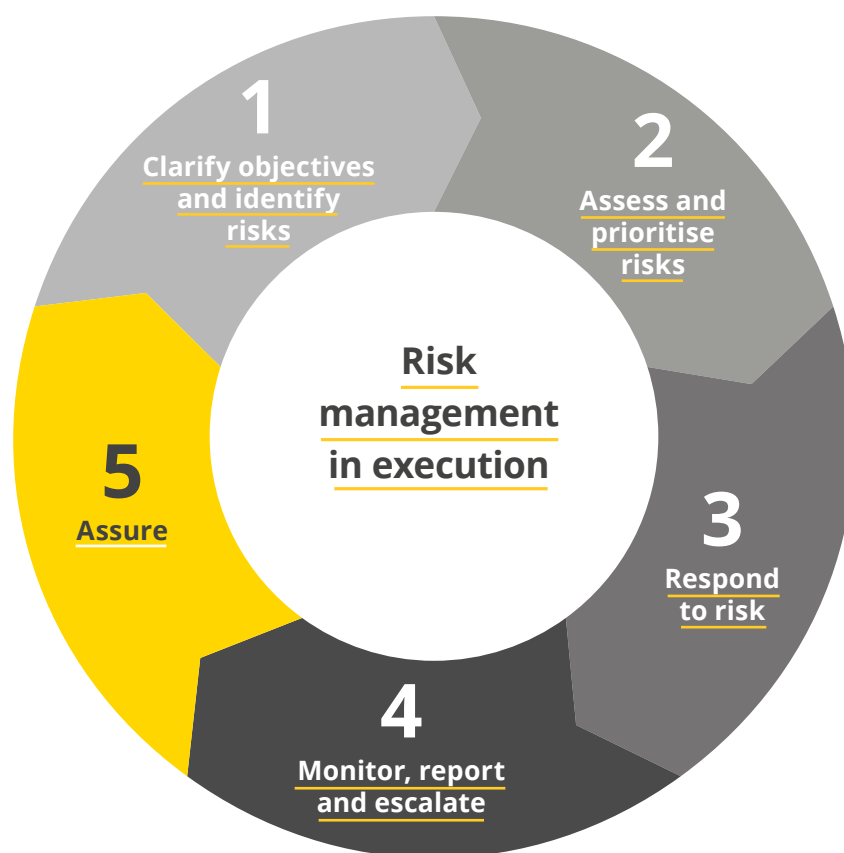 1
Clarify objectives
and identify
risks
2
Assess and
prioritise
risks
Risk
management
in execution
3
Respond
to risk
4
Monitor, report
and escalate
5
Assure